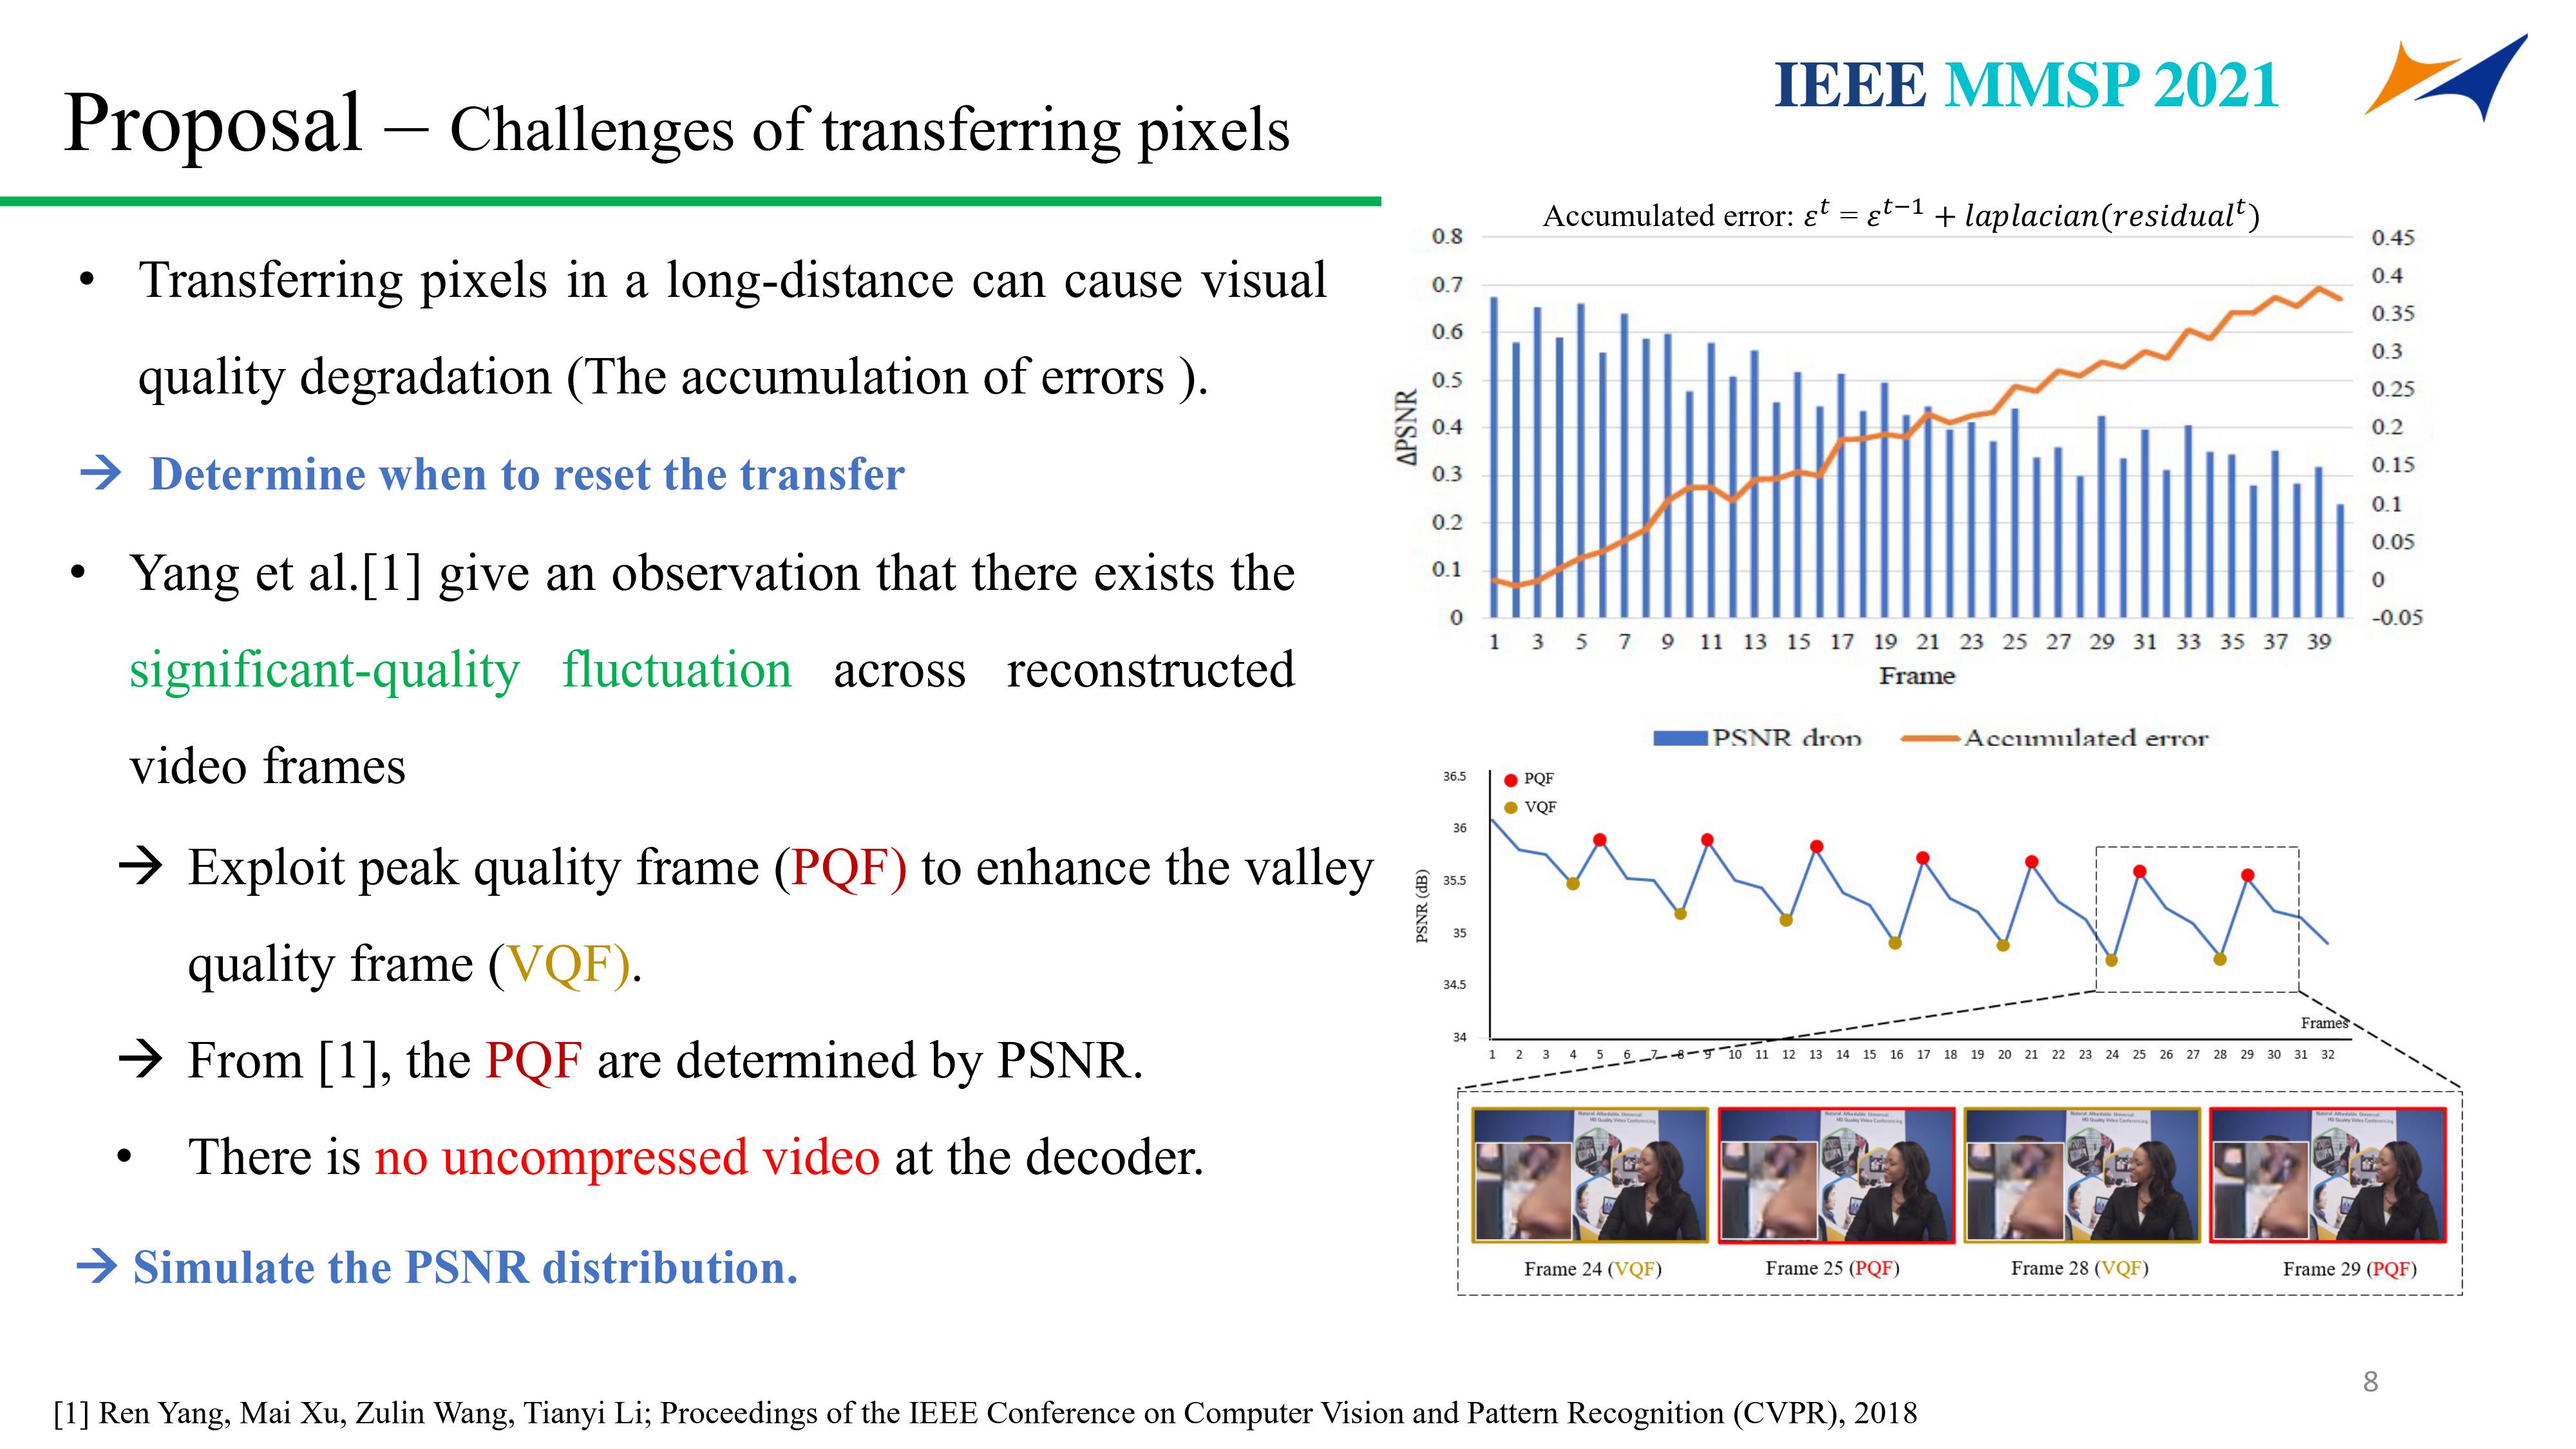 IEEE MMSP 2021
Proposal – Challenges of transferring pixels
• Transferring pixels in a long-distance can cause visual
quality degradation (The accumulation of errors ).
→ Determine when to reset the transfer
• Yang et al.[1] give an observation that there exists the
significant-quality fluctuation across reconstructed
video frames
→ Exploit peak quality frame (PQF) to enhance the valley
quality frame (VQF).
→ From [1], the PQF are determined by PSNR.
• There is no uncompressed video at the decoder.
→ Simulate the PSNR distribution.
Accumulated error: 𝜀ᵗ = 𝜀ᵗ⁻¹ + laplacian(residualᵗ)
0.8
0.7
0.6
0.5
0.4
0.3
0.2
0.1
0
ΔPSNR
0.45
0.4
0.35
0.3
0.25
0.2
0.15
0.1
0.05
0
-0.05
1 3 5 7 9 11 13 15 17 19 21 23 25 27 29 31 33 35 37 39
Frame
PSNR drop Accumulated error
PQF
VQF
36.5
36
35.5
35
34.5
34
PSNR (dB)
Frames
1 2 3 4 5 6 7 8 9 10 11 12 13 14 15 16 17 18 19 20 21 22 23 24 25 26 27 28 29 30 31 32
Frame 24 (VQF) Frame 25 (PQF) Frame 28 (VQF) Frame 29 (PQF)
8
[1] Ren Yang, Mai Xu, Zulin Wang, Tianyi Li; Proceedings of the IEEE Conference on Computer Vision and Pattern Recognition (CVPR), 2018